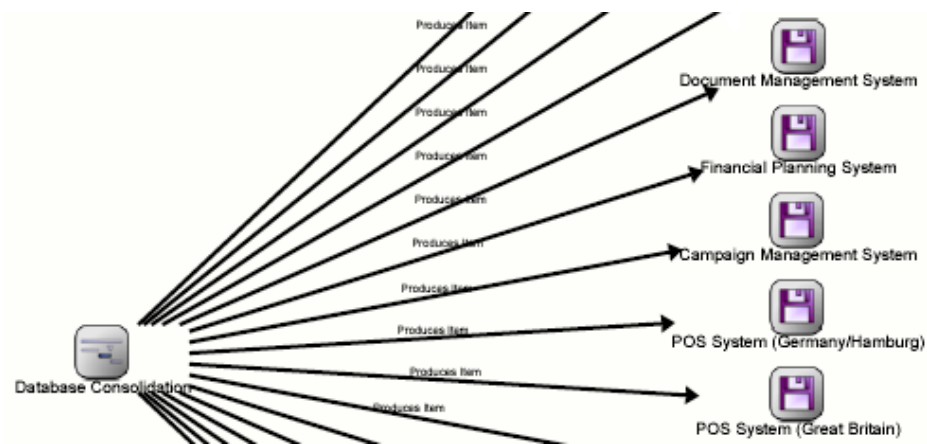 Produces Item
Produces Item
Document Management System
Produces Item
Produces Item
Financial Planning System
Produces Item
Produces Item
Campaign Management System
Produces Item
Produces Item
POS System (Germany/Hamburg)
Produces Item
Database Consolidation
Produces Item
POS System (Great Britain)